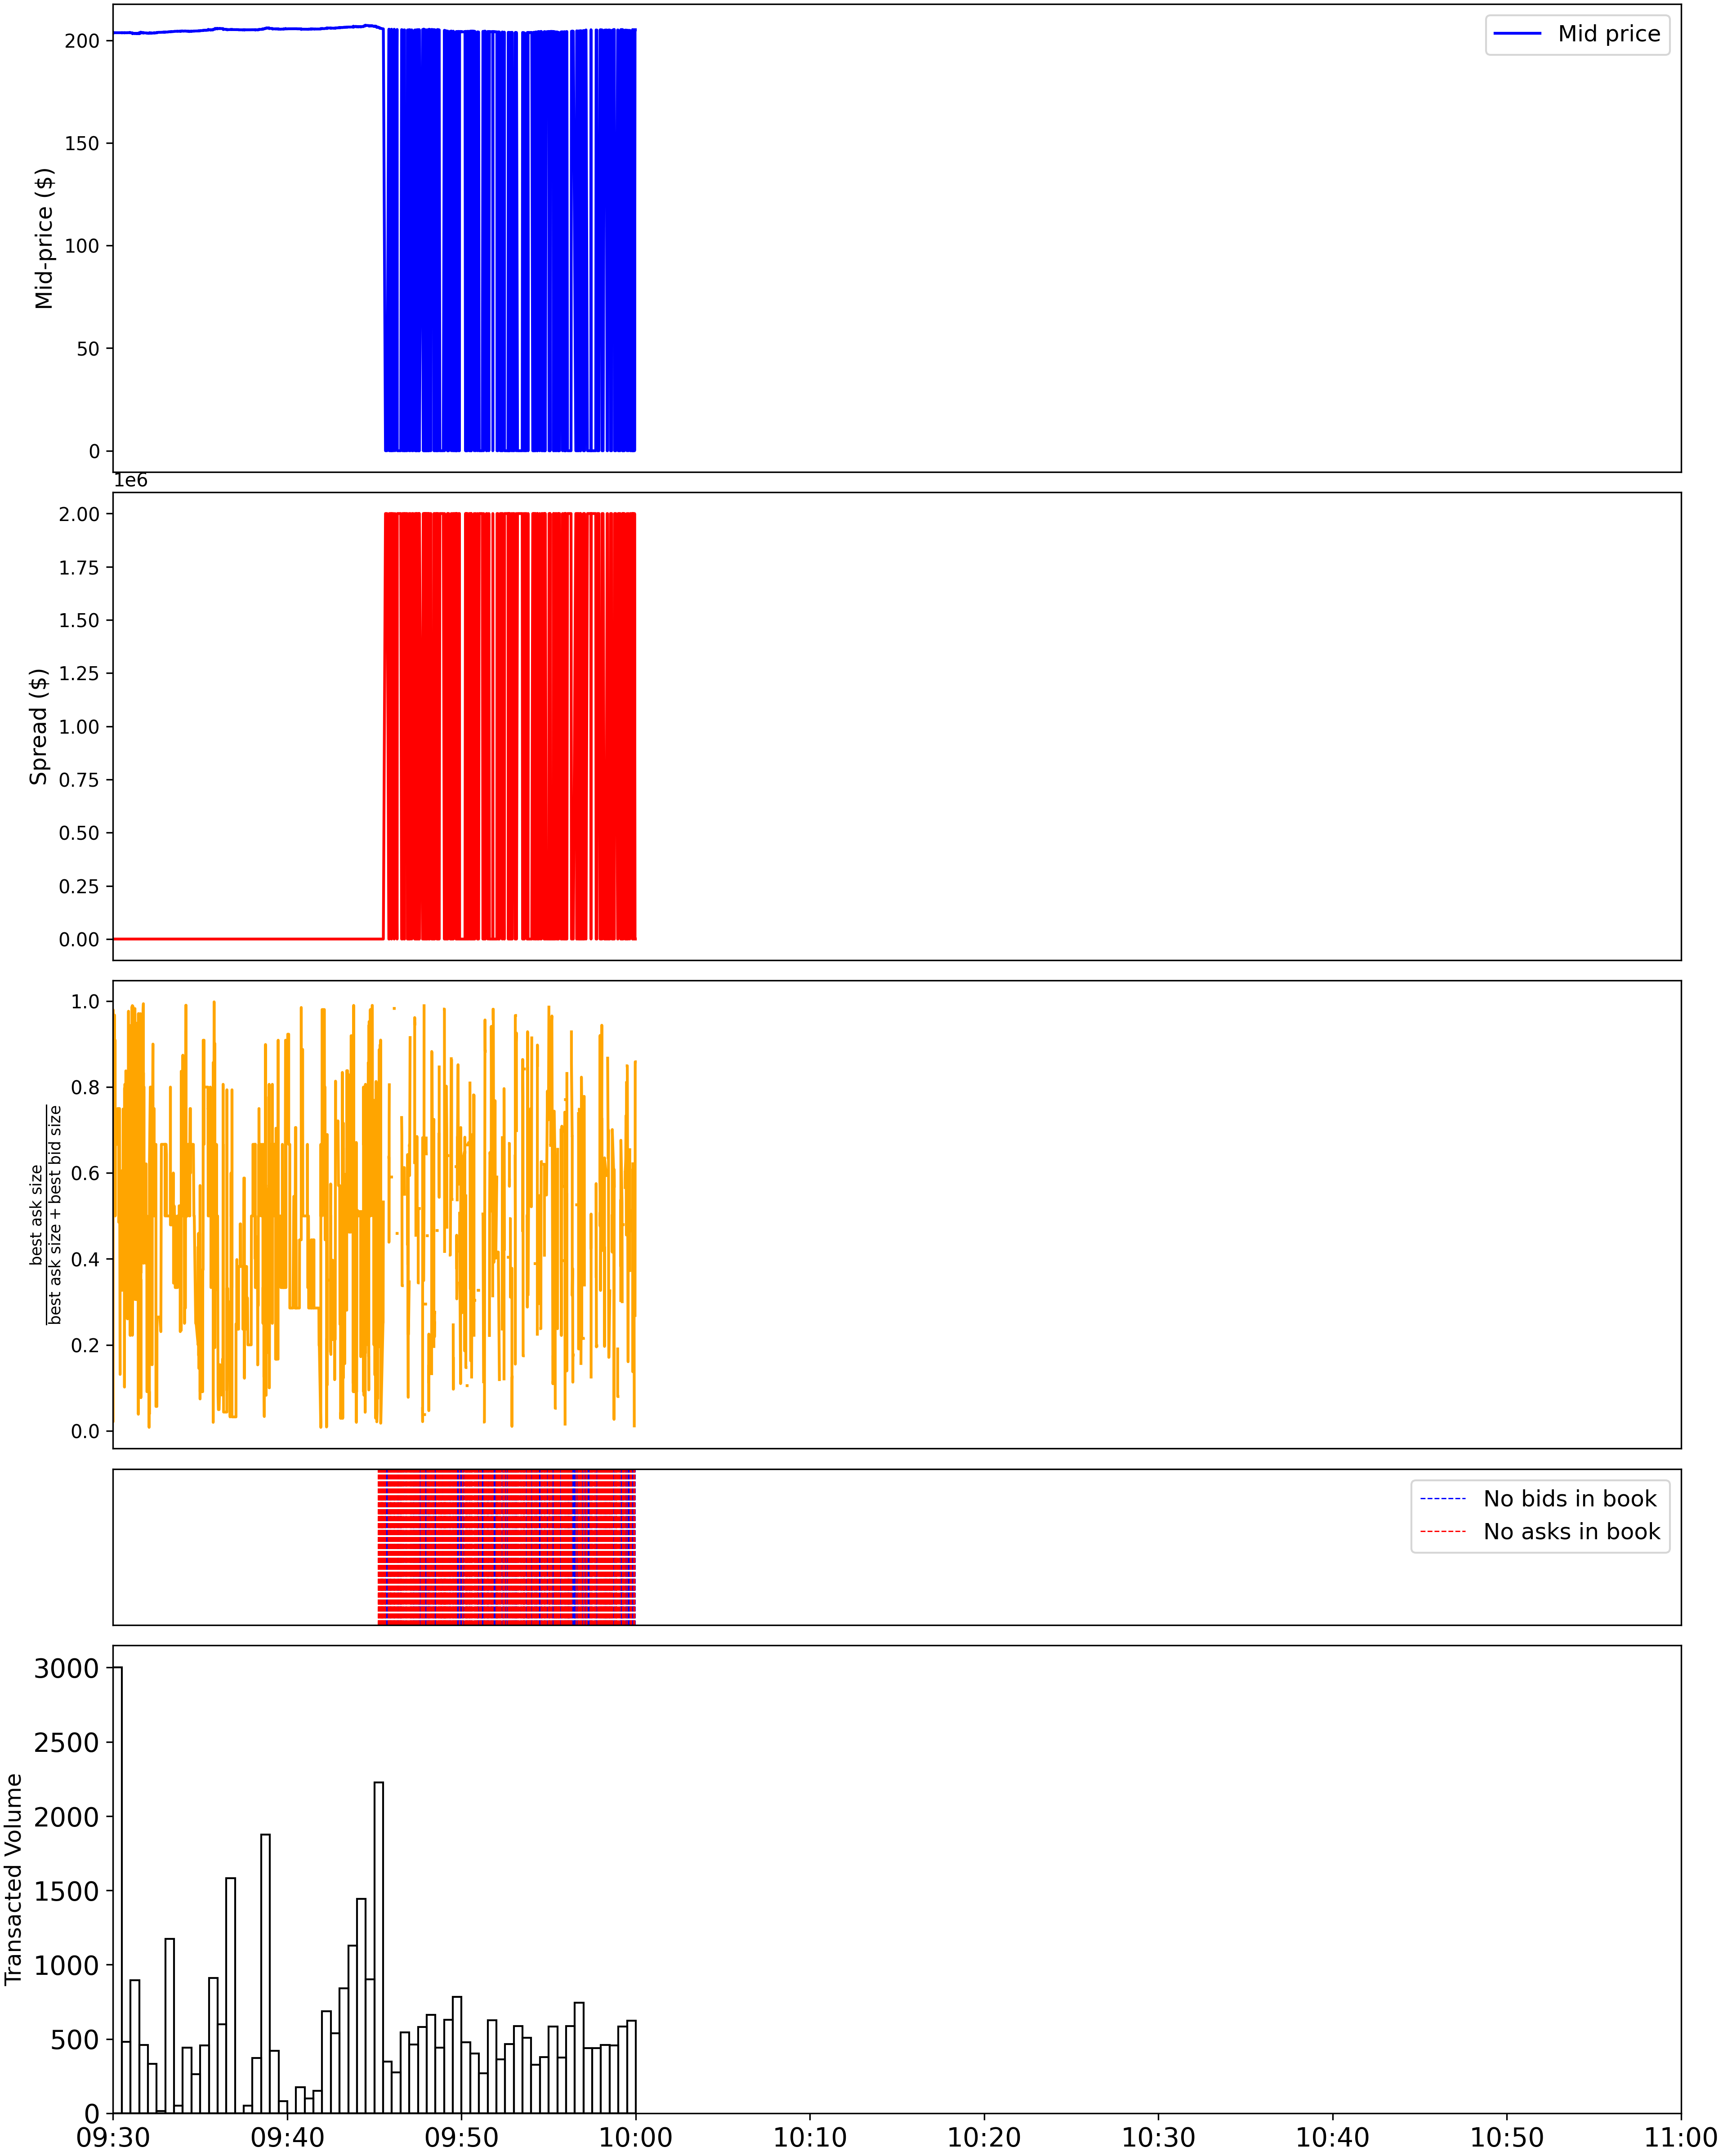 Mid price
200
150
100
50
0
Mid-price ($)
1e6
2.00
1.75
1.50
1.25
1.00
0.75
0.50
0.25
0.00
Spread ($)
1.0
0.8
0.6
0.4
0.2
0.0
best ask size
best ask size + best bid size
No bids in book
No asks in book
3000
2500
2000
1500
1000
500
0
Transacted Volume
09:30 09:40 09:50 10:00 10:10 10:20 10:30 10:40 10:50 11:00